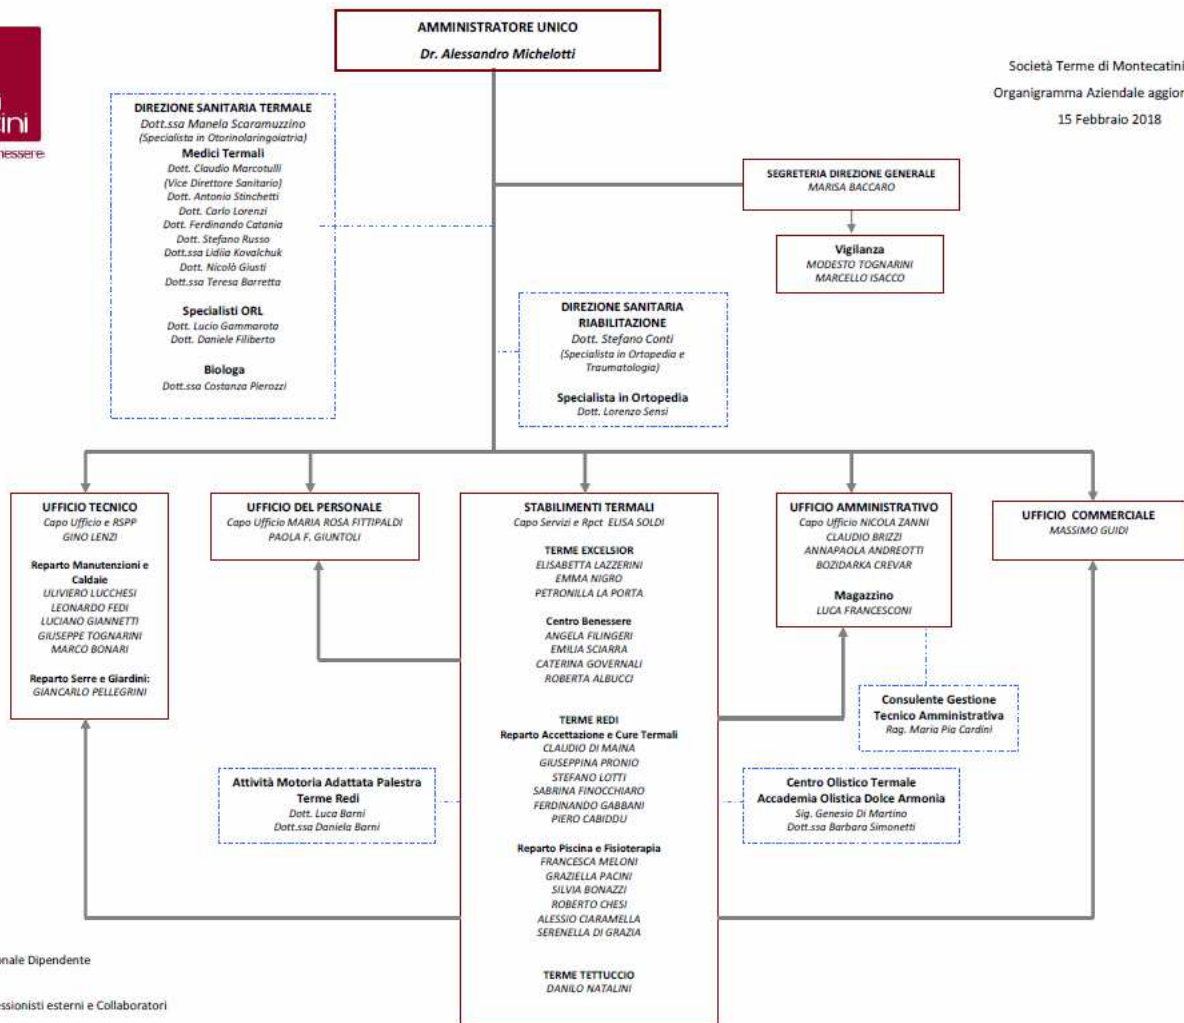 AMMINISTRATORE UNICO
Dr. Alessandro Michelotti
ini
Società Terme di Montecatini
Organigramma Aziendale aggior
15 Febbraio 2018
DIREZIONE SANITARIA TERMALE
Dott.ssa Manela Scaramuzzino
(Specialista in Otorinolaringoiatria)
Medici Termali
Dott. Claudio Marcotulli
(Vice Direttore Sanitario)
Dott. Antonio Stinchetti
Dott. Carlo Lorenzi
Dott. Ferdinando Catania
Dott. Stefano Russo
Dott.ssa Lidiia Kovalchuk
Dott. Nicolò Giusti
Dott.ssa Teresa Barretta
Specialisti ORL
Dott. Lucio Gammarota
Dott. Daniele Filiberto
Biologa
Dott.ssa Costanza Pierozzi
SEGRETERIA DIREZIONE GENERALE
MARISA BACCARO
Vigilanza
MODESTO TOGNARINI
MARCELLO ISACCO
DIREZIONE SANITARIA
RIABILITAZIONE
Dott. Stefano Conti
(Specialista in Ortopedia e
Traumatologia)
Specialista in Ortopedia
Dott. Lorenzo Sensi
UFFICIO TECNICO
Capo Ufficio e RSPP
GINO LENZI
Reparto Manutenzioni e
Caldaie
ULIVIERO LUCCHESI
LEONARDO FEDI
LUCIANO GIANNETTI
GIUSEPPE TOGNARINI
MARCO BONARI
Reparto Serre e Giardini:
GIANCARLO PELLEGRINI
UFFICIO DEL PERSONALE
Capo Ufficio MARIA ROSA FITTIPALDI
PAOLA F. GIUNTOLI
STABILIMENTI TERMALI
Capo Servizi e Rpct ELISA SOLDI
TERME EXCELSIOR
ELISABETTA LAZZERINI
EMMA NIGRO
PETRONILLA LA PORTA
Centro Benessere
ANGELA FILINGERI
EMILIA SCIARRA
CATERINA GOVERNALI
ROBERTA ALBUCCI
TERME REDI
Reparto Accettazione e Cure Termali
CLAUDIO DI MAINA
GIUSEPPINA PRONIO
STEFANO LOTTI
SABRINA FINOCCHIARO
FERDINANDO GABBANI
PIERO CABIDDU
Reparto Piscina e Fisioterapia
FRANCESCA MELONI
GRAZIELLA PACINI
SILVIA BONAZZI
ROBERTO CHESI
ALESSIO CIARAMELLA
SERENELLA DI GRAZIA
TERME TETTUCCIO
DANILO NATALINI
UFFICIO AMMINISTRATIVO
Capo Ufficio NICOLA ZANNI
CLAUDIO BRIZZI
ANNAPAOLA ANDREOTTI
BOZIDARKA CREVAR
Magazzino
LUCA FRANCESCONI
UFFICIO COMMERCIALE
MASSIMO GUIDI
Consulente Gestione
Tecnico Amministrativa
Rag. Maria Pia Cardini
Attività Motoria Adattata Palestra
Terme Redi
Dott. Luca Barni
Dott.ssa Daniela Barni
Centro Olistico Termale
Accademia Olistica Dolce Armonia
Sig. Genesio Di Martino
Dott.ssa Barbara Simonetti
nale Dipendente
essionisti esterni e Collaboratori